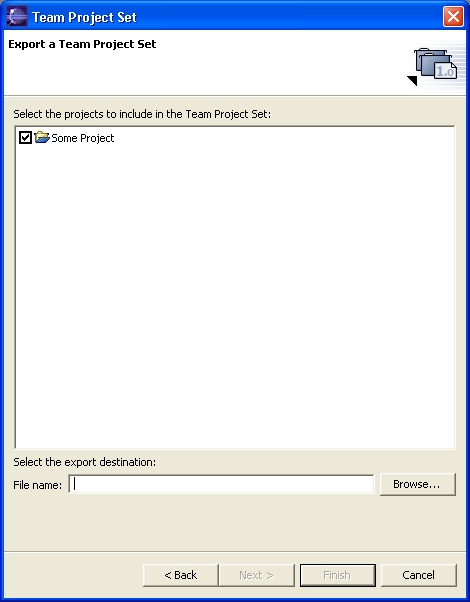 Team Project Set
Export a Team Project Set
1.0
Select the projects to include in the Team Project Set:
Some Project
Select the export destination:
File name:
Browse...
< Back
Next >
Finish
Cancel